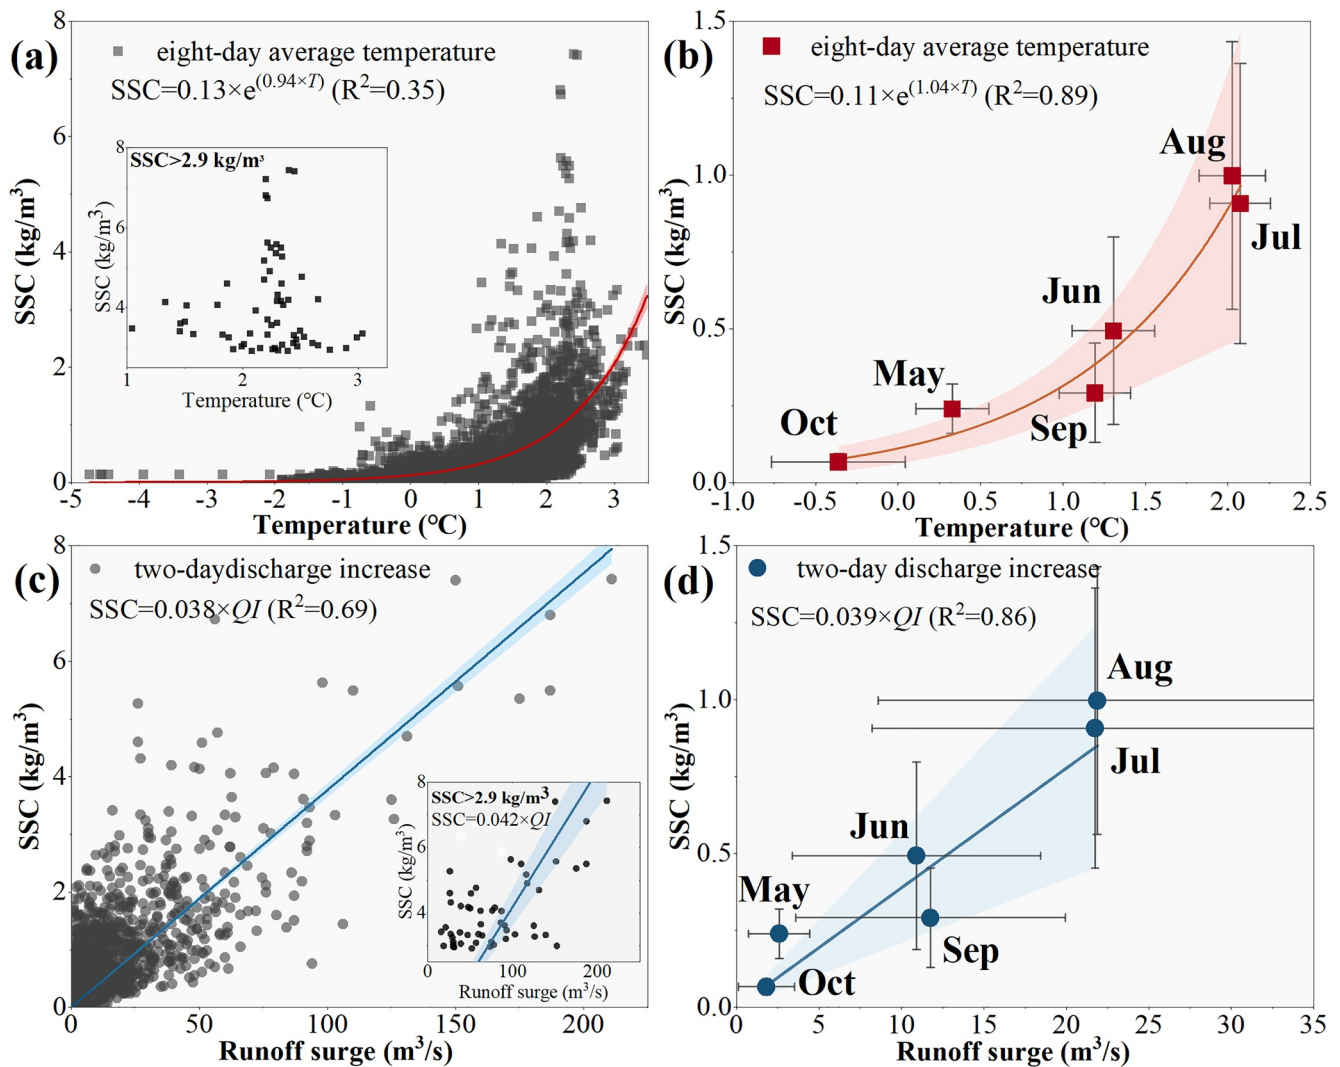 (a)
eight-day average temperature
SSC=0.13×e^(0.94×T) (R²=0.35)
SSC>2.9 kg/m³
SSC (kg/m³)
8
6
4
1
2
3
Temperature (℃)
SSC (kg/m³)
8
6
4
2
0
-5
-4
-3
-2
-1
0
1
2
3
Temperature (℃)
(b)
eight-day average temperature
SSC=0.11×e^(1.04×T) (R²=0.89)
Aug
Jul
Jun
May
Sep
Oct
SSC (kg/m³)
1.5
1.0
0.5
0.0
-1.0
-0.5
0.0
0.5
1.0
1.5
2.0
2.5
Temperature (℃)
(c)
two-daydischarge increase
SSC=0.038×QI (R²=0.69)
SSC (kg/m³)
8
6
4
2
0
SSC>2.9 kg/m³
SSC=0.042×QI
SSC (kg/m³)
8
6
4
0
100
200
Runoff surge (m³/s)
0
50
100
150
200
Runoff surge (m³/s)
(d)
two-day discharge increase
SSC=0.039×QI (R²=0.86)
Aug
Jul
Jun
May
Sep
Oct
SSC (kg/m³)
1.5
1.0
0.5
0.0
0
5
10
15
20
25
30
35
Runoff surge (m³/s)